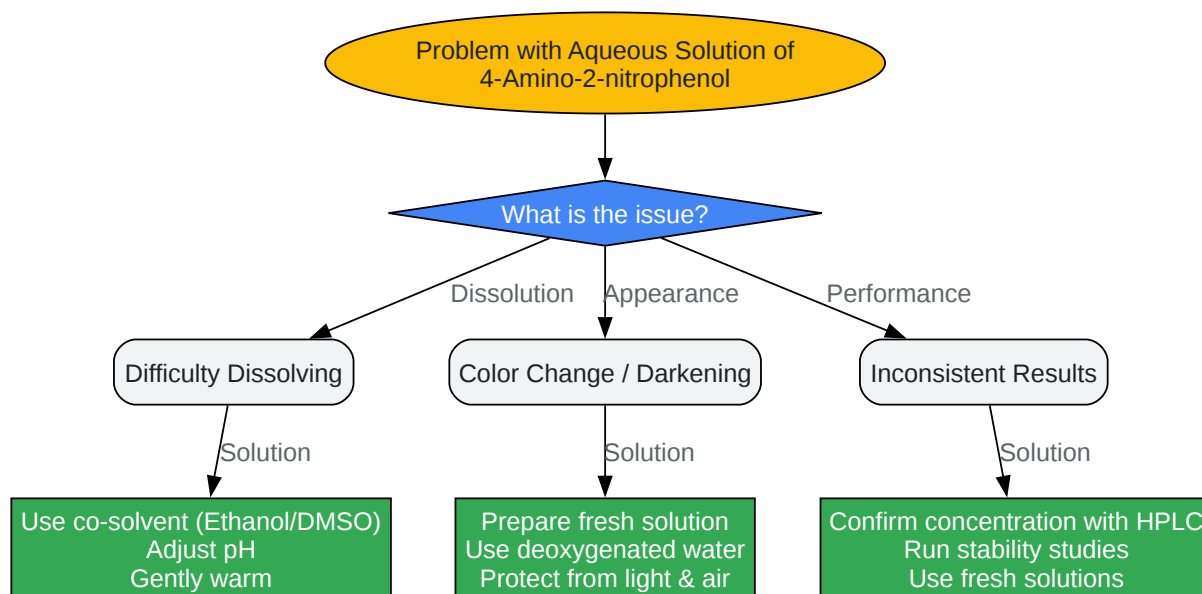 Problem with Aqueous Solution of
4-Amino-2-nitrophenol
What is the issue?
Dissolution
Appearance
Performance
Difficulty Dissolving
Color Change / Darkening
Inconsistent Results
Solution
Solution
Solution
Use co-solvent (Ethanol/DMSO)
Adjust pH
Gently warm
Prepare fresh solution
Use deoxygenated water
Protect from light & air
Confirm concentration with HPLC
Run stability studies
Use fresh solutions